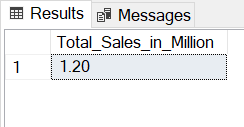 Results Messages
Total_Sales_in_Million
1 1.20